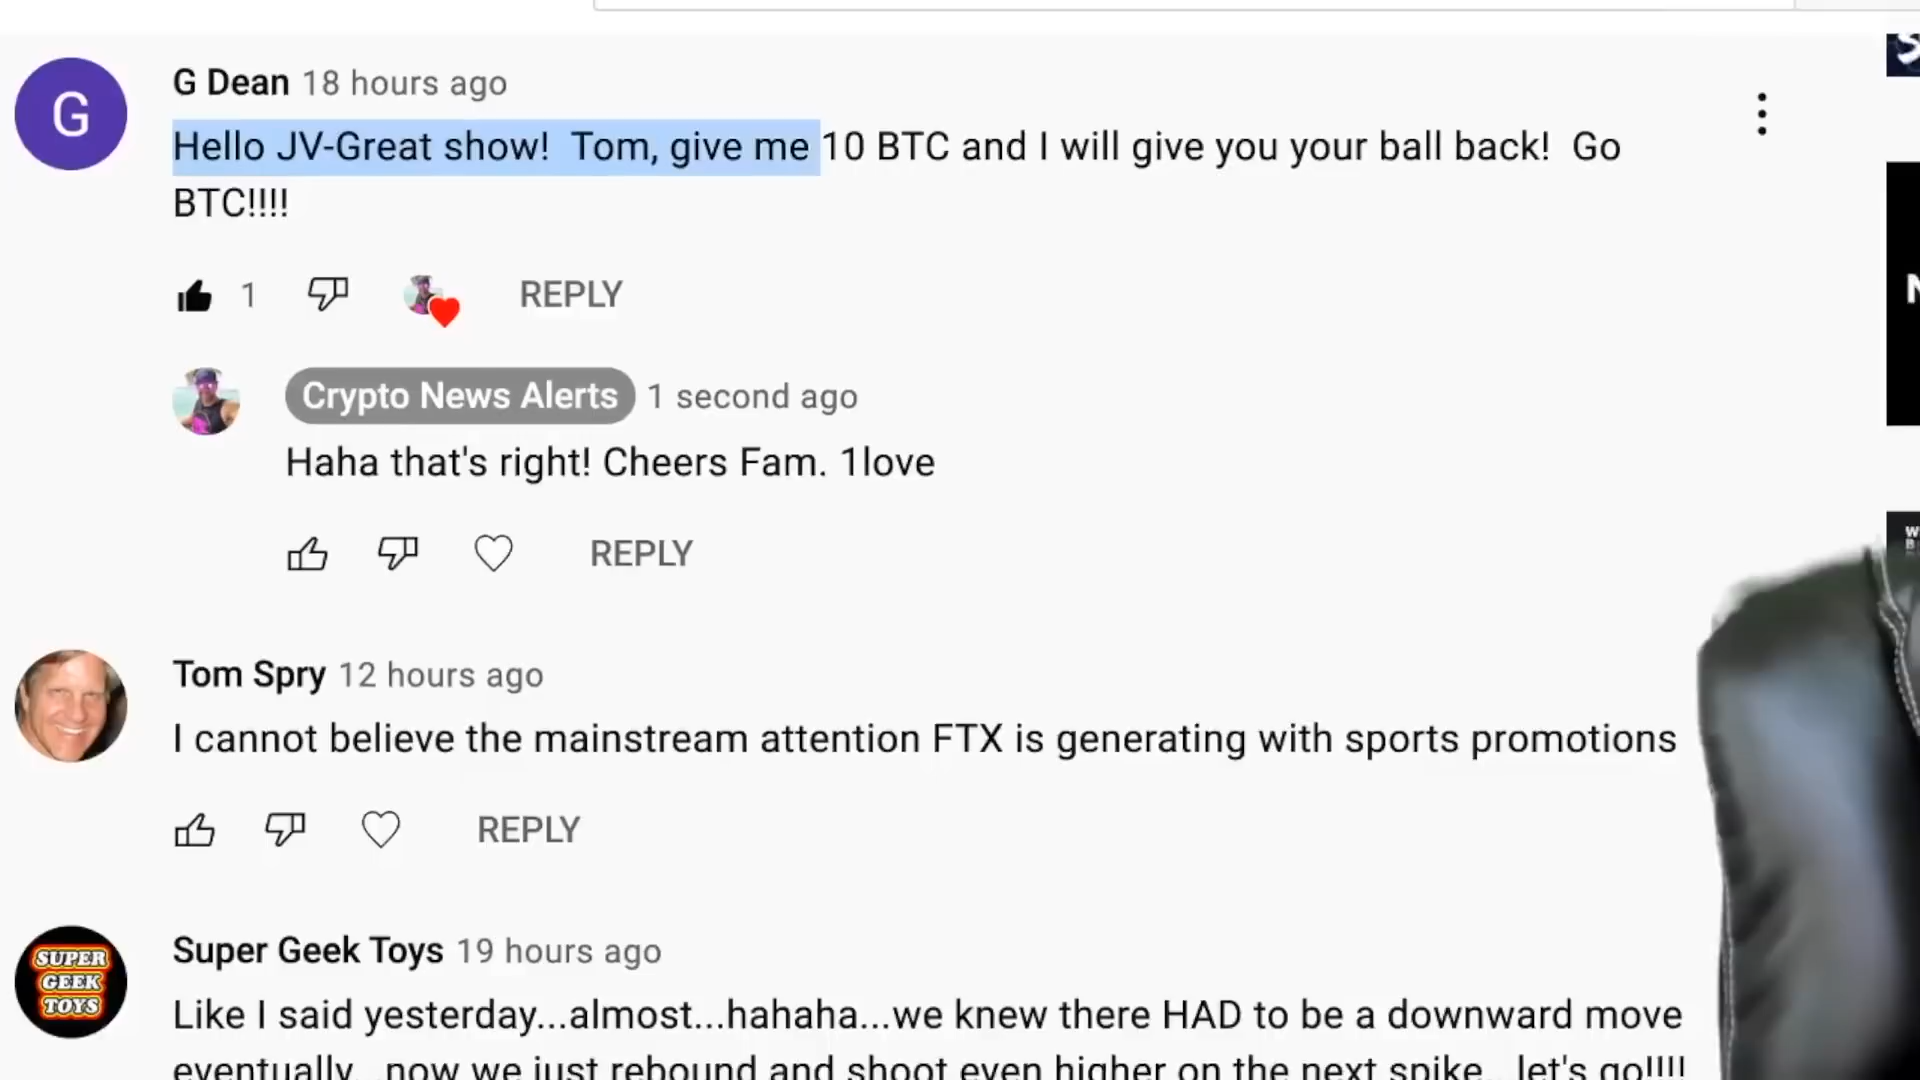 G
G Dean 18 hours ago
Hello JV-Great show!  Tom, give me 10 BTC and I will give you your ball back!  Go
BTC!!!!
1
REPLY
Crypto News Alerts 1 second ago
Haha that's right! Cheers Fam. 1love
REPLY
Tom Spry 12 hours ago
I cannot believe the mainstream attention FTX is generating with sports promotions
REPLY
SUPER
GEEK
TOYS
Super Geek Toys 19 hours ago
Like I said yesterday...almost...hahaha...we knew there HAD to be a downward move
eventually...now we just rebound and shoot even higher on the next spike...let's go!!!!